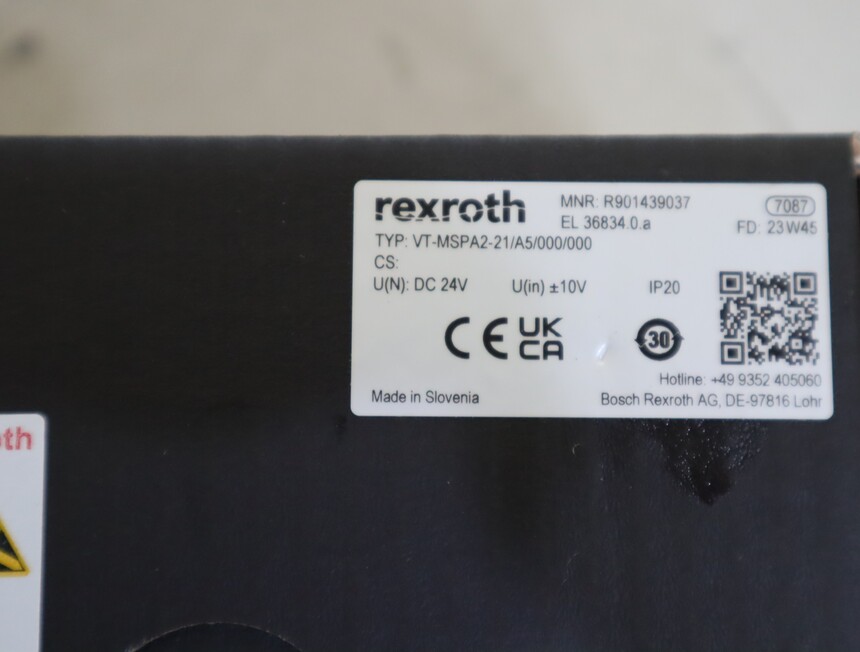 rexroth
MNR: R901439037
7087
EL 36834.0.a
FD: 23W45
TYP: VT-MSPA2-21/A5/000/000
CS:
U(N): DC 24V U(in) ±10V IP20
CE UK
CA
30
Hotline: +49 9352 405060
Made in Slovenia
Bosch Rexroth AG, DE-97816 Lohr
oth